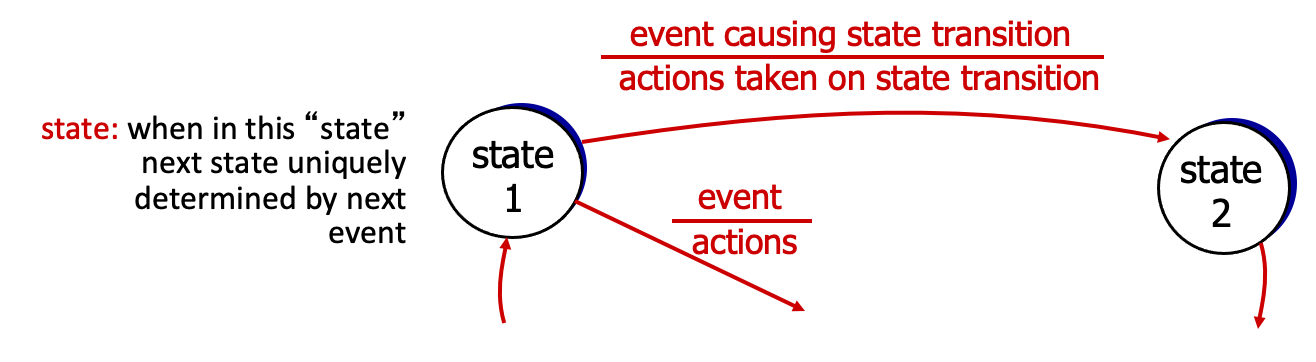 event causing state transition
actions taken on state transition
state: when in this “state”
next state uniquely
determined by next
event
state
1
event
actions
state
2